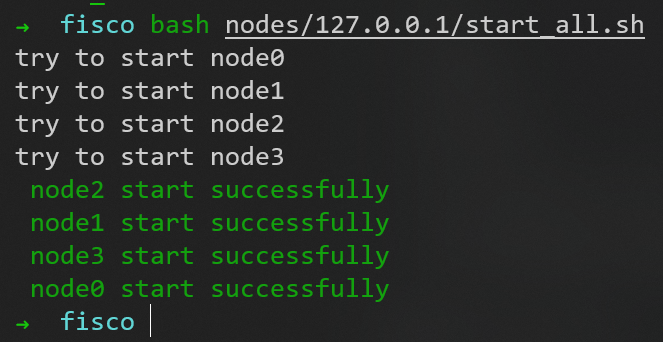 → fisco bash nodes/127.0.0.1/start_all.sh
try to start node0
try to start node1
try to start node2
try to start node3
node2 start successfully
node1 start successfully
node3 start successfully
node0 start successfully
→ fisco